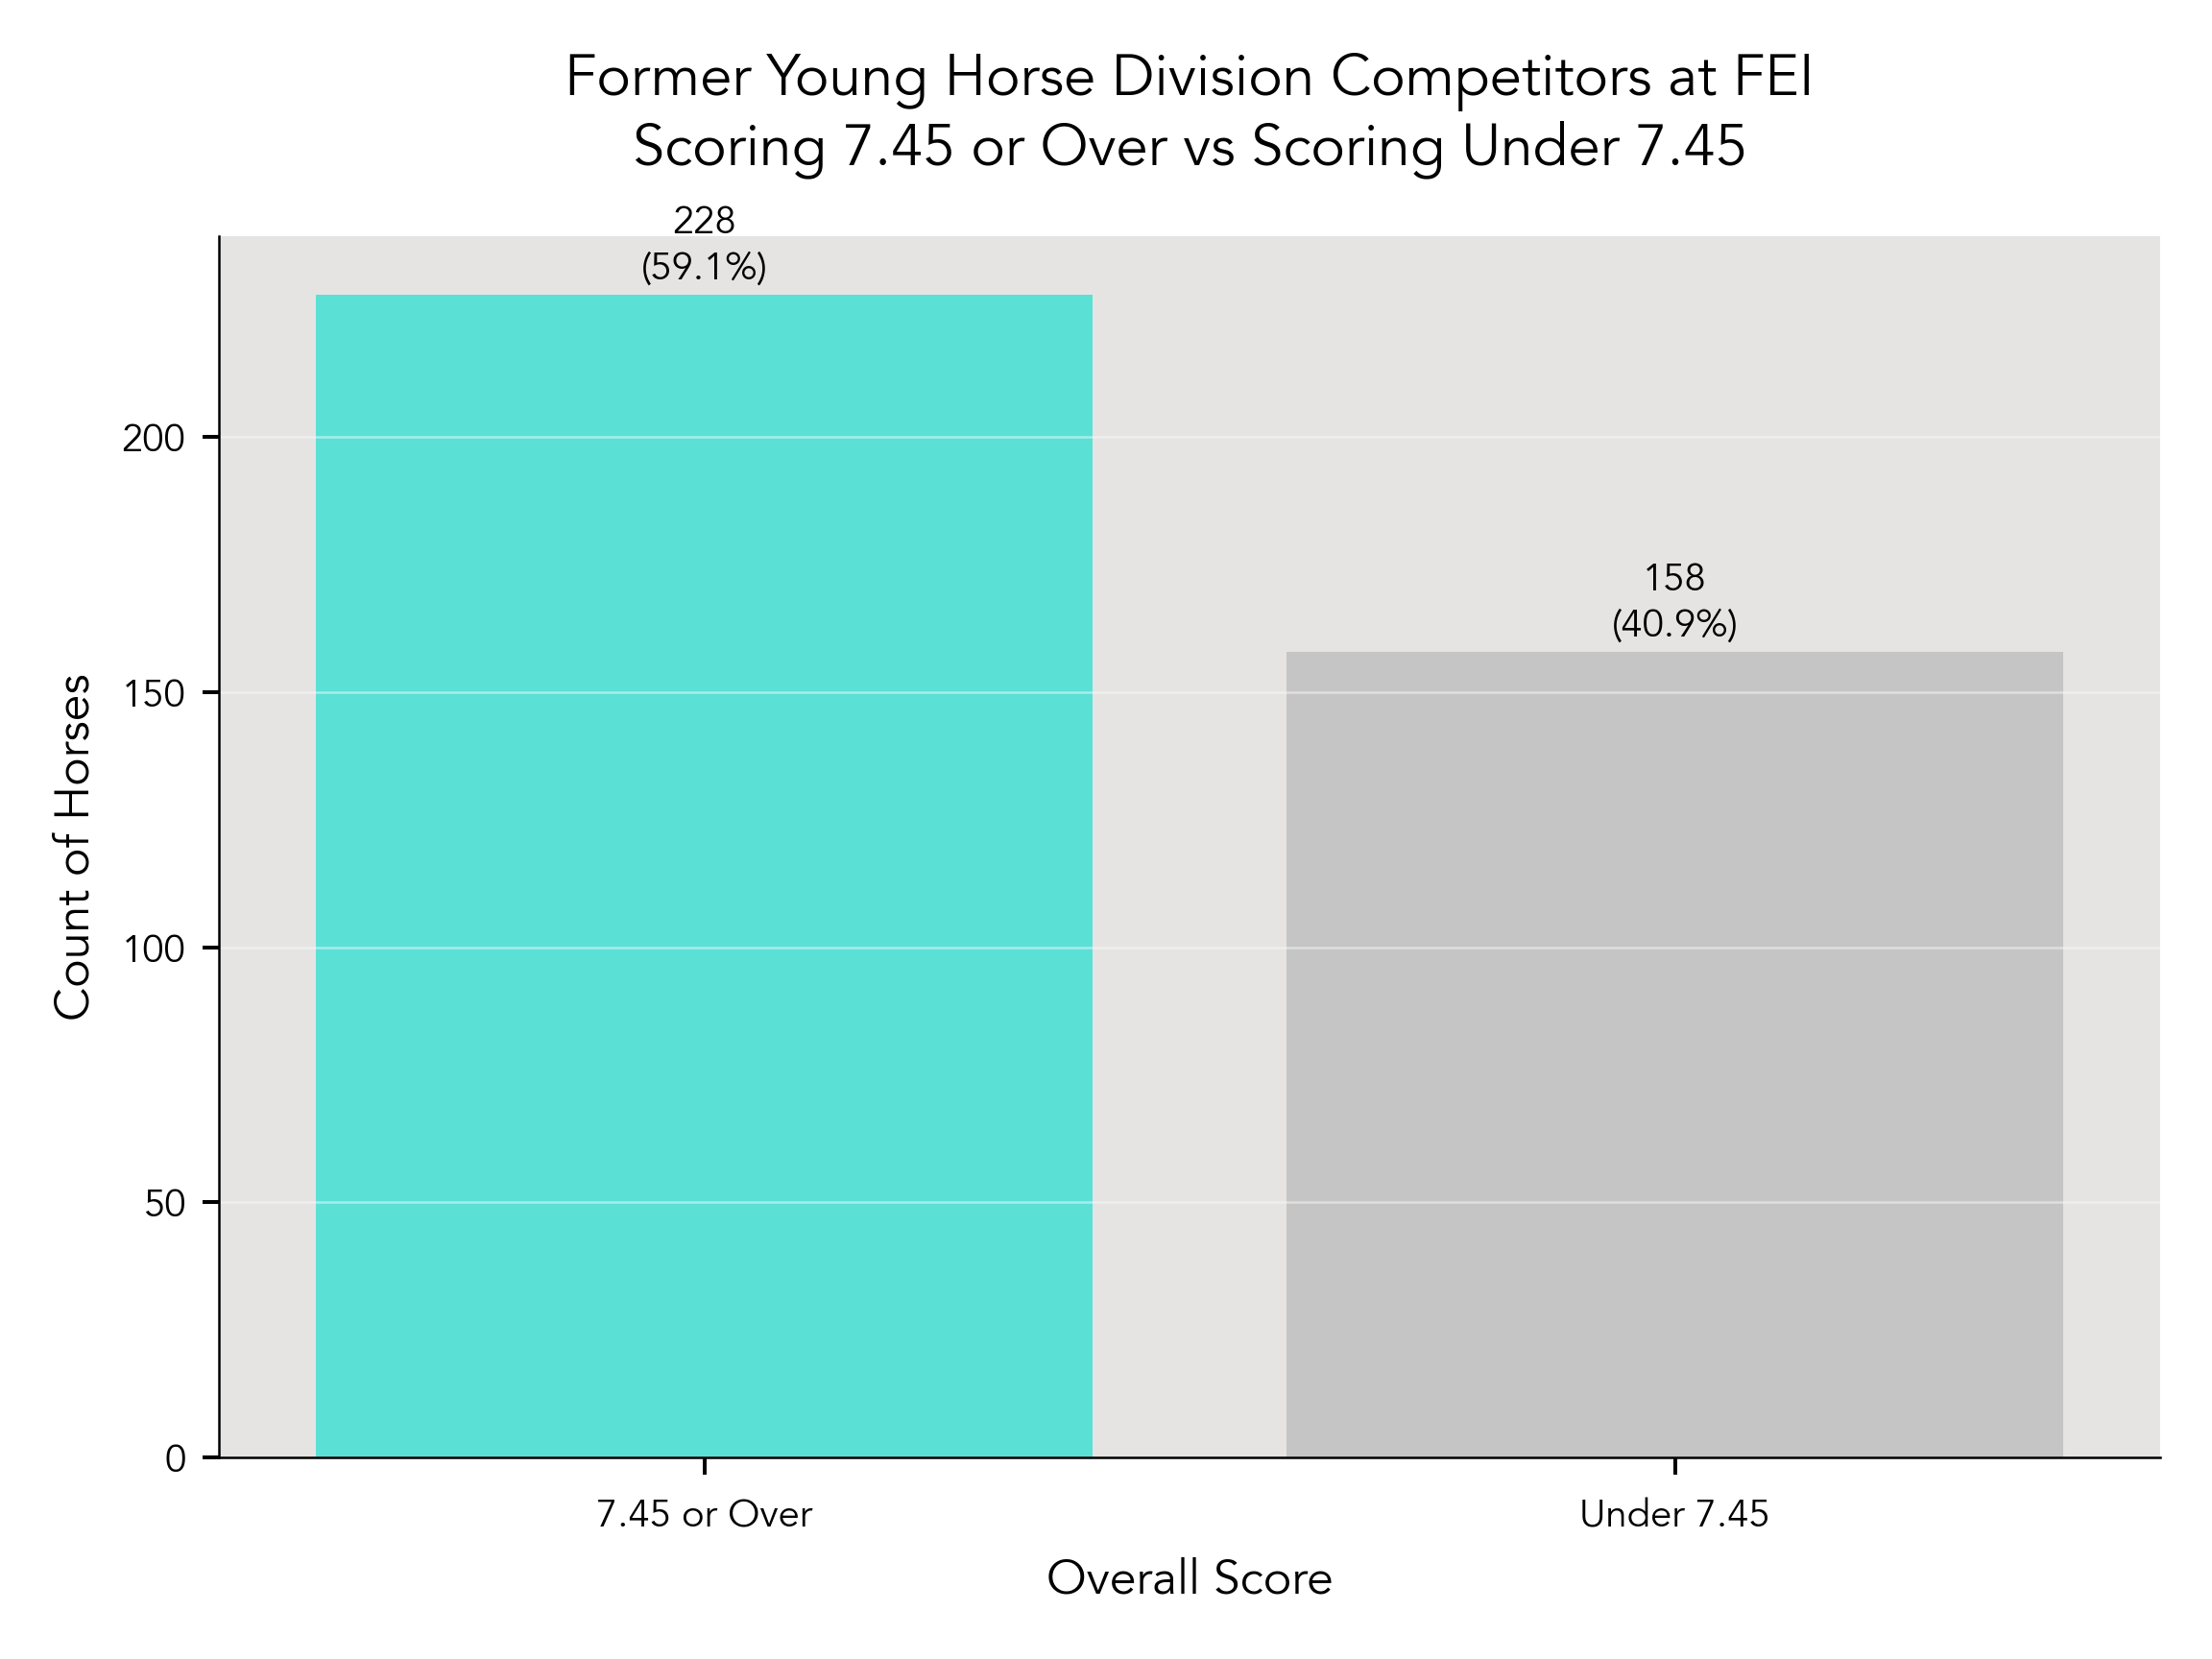 Former Young Horse Division Competitors at FEI
Scoring 7.45 or Over vs Scoring Under 7.45
228
(59.1%)
158
(40.9%)
200
150
100
50
0
Count of Horses
7.45 or Over
Under 7.45
Overall Score